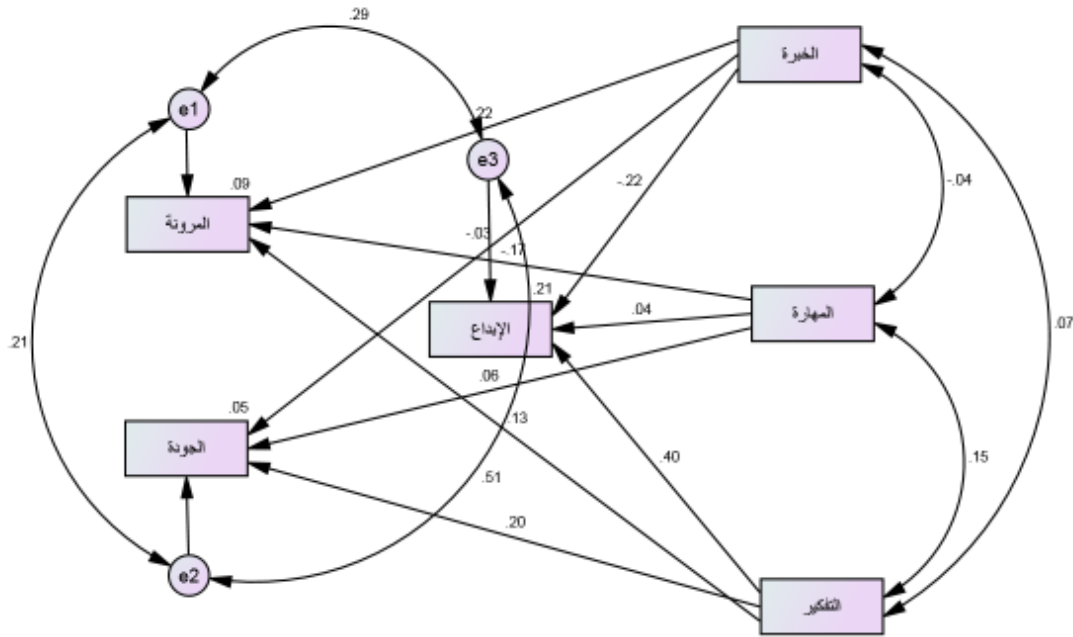 .29
الخبرة
e1
.22
e3
.09
-.22
-.04
المرونة
-.03
-.17
.21
الإبداع
.04
المهارة
.21
.07
.06
.05
.13
الجودة
.40
.15
.51
.20
e2
التفكير